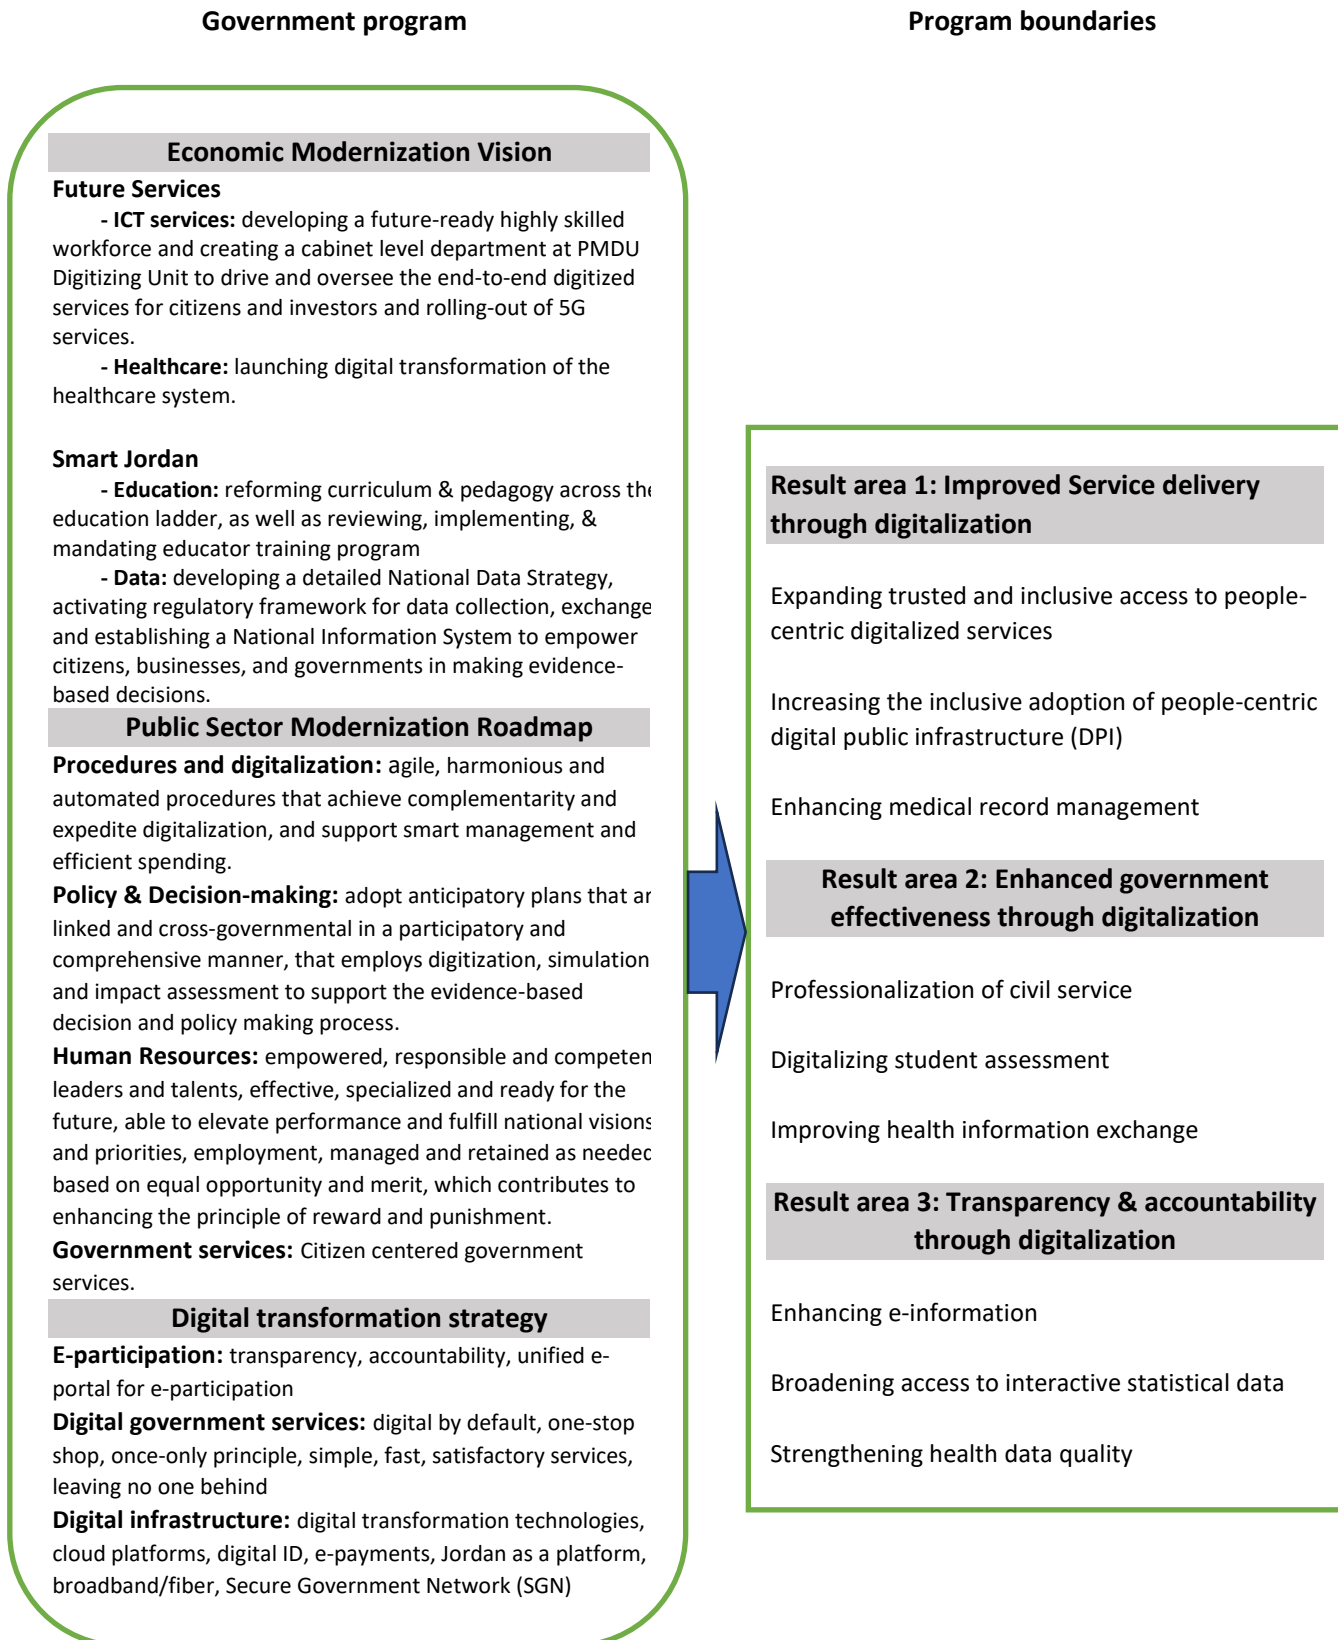 Government program
Program boundaries
Economic Modernization Vision
Future Services
- ICT services: developing a future-ready highly skilled
workforce and creating a cabinet level department at PMDU
Digitizing Unit to drive and oversee the end-to-end digitized
services for citizens and investors and rolling-out of 5G
services.
- Healthcare: launching digital transformation of the
healthcare system.
Smart Jordan
- Education: reforming curriculum & pedagogy across the
education ladder, as well as reviewing, implementing, &
mandating educator training program
- Data: developing a detailed National Data Strategy,
activating regulatory framework for data collection, exchange
and establishing a National Information System to empower
citizens, businesses, and governments in making evidence-
based decisions.
Public Sector Modernization Roadmap
Procedures and digitalization: agile, harmonious and
automated procedures that achieve complementarity and
expedite digitalization, and support smart management and
efficient spending.
Policy & Decision-making: adopt anticipatory plans that ar
linked and cross-governmental in a participatory and
comprehensive manner, that employs digitization, simulation
and impact assessment to support the evidence-based
decision and policy making process.
Human Resources: empowered, responsible and competen
leaders and talents, effective, specialized and ready for the
future, able to elevate performance and fulfill national visions
and priorities, employment, managed and retained as needed
based on equal opportunity and merit, which contributes to
enhancing the principle of reward and punishment.
Government services: Citizen centered government
services.
Digital transformation strategy
E-participation: transparency, accountability, unified e-
portal for e-participation
Digital government services: digital by default, one-stop
shop, once-only principle, simple, fast, satisfactory services,
leaving no one behind
Digital infrastructure: digital transformation technologies,
cloud platforms, digital ID, e-payments, Jordan as a platform,
broadband/fiber, Secure Government Network (SGN)
Result area 1: Improved Service delivery
through digitalization
Expanding trusted and inclusive access to people-
centric digitalized services
Increasing the inclusive adoption of people-centric
digital public infrastructure (DPI)
Enhancing medical record management
Result area 2: Enhanced government
effectiveness through digitalization
Professionalization of civil service
Digitalizing student assessment
Improving health information exchange
Result area 3: Transparency & accountability
through digitalization
Enhancing e-information
Broadening access to interactive statistical data
Strengthening health data quality